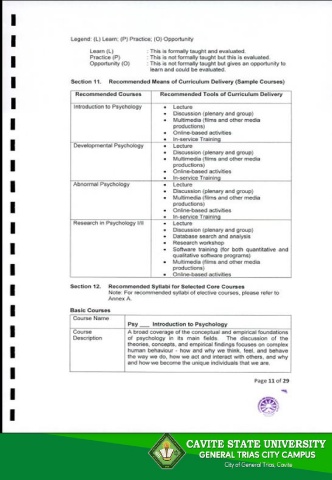 Legend: (L) Learn; (P) Practice; (O) Opportunity
Learn (L) : This is formally taught and evaluated.
Practice (P) : This is not formally taught but this is evaluated.
Opportunity (O) : This is not formally taught but gives an opportunity to
learn and could be evaluated.
Section 11. Recommended Means of Curriculum Delivery (Sample Courses)
Recommended Courses Recommended Tools of Curriculum Delivery
Introduction to Psychology • Lecture
• Discussion (plenary and group)
• Multimedia (films and other media
productions)
• Online-based activities
• In-service Training
Developmental Psychology • Lecture
• Discussion (plenary and group)
• Multimedia (films and other media
productions)
• Online-based activities
• In-service Training
Abnormal Psychology • Lecture
• Discussion (plenary and group)
• Multimedia (films and other media
productions)
• Online-based activities
• In-service Training
Research in Psychology I/II • Lecture
• Discussion (plenary and group)
• Database search and analysis
• Research workshop
• Software training (for both quantitative and
qualitative software programs)
• Multimedia (films and other media
productions)
• Online-based activities
Section 12. Recommended Syllabi for Selected Core Courses
Note: For recommended syllabi of elective courses, please refer to
Annex A.
Basic Courses
Course Name
Psy ___ Introduction to Psychology
Course A broad coverage of the conceptual and empirical foundations
Description of psychology in its main fields. The discussion of the
theories, concepts, and empirical findings focuses on complex
human behaviour - how and why we think, feel, and behave
the way we do, how we act and interact with others, and why
and how we become the unique individuals that we are.
Page 11 of 29
CAVITE STATE UNIVERSITY
GENERAL TRIAS CITY CAMPUS
City of General Trias, Cavite